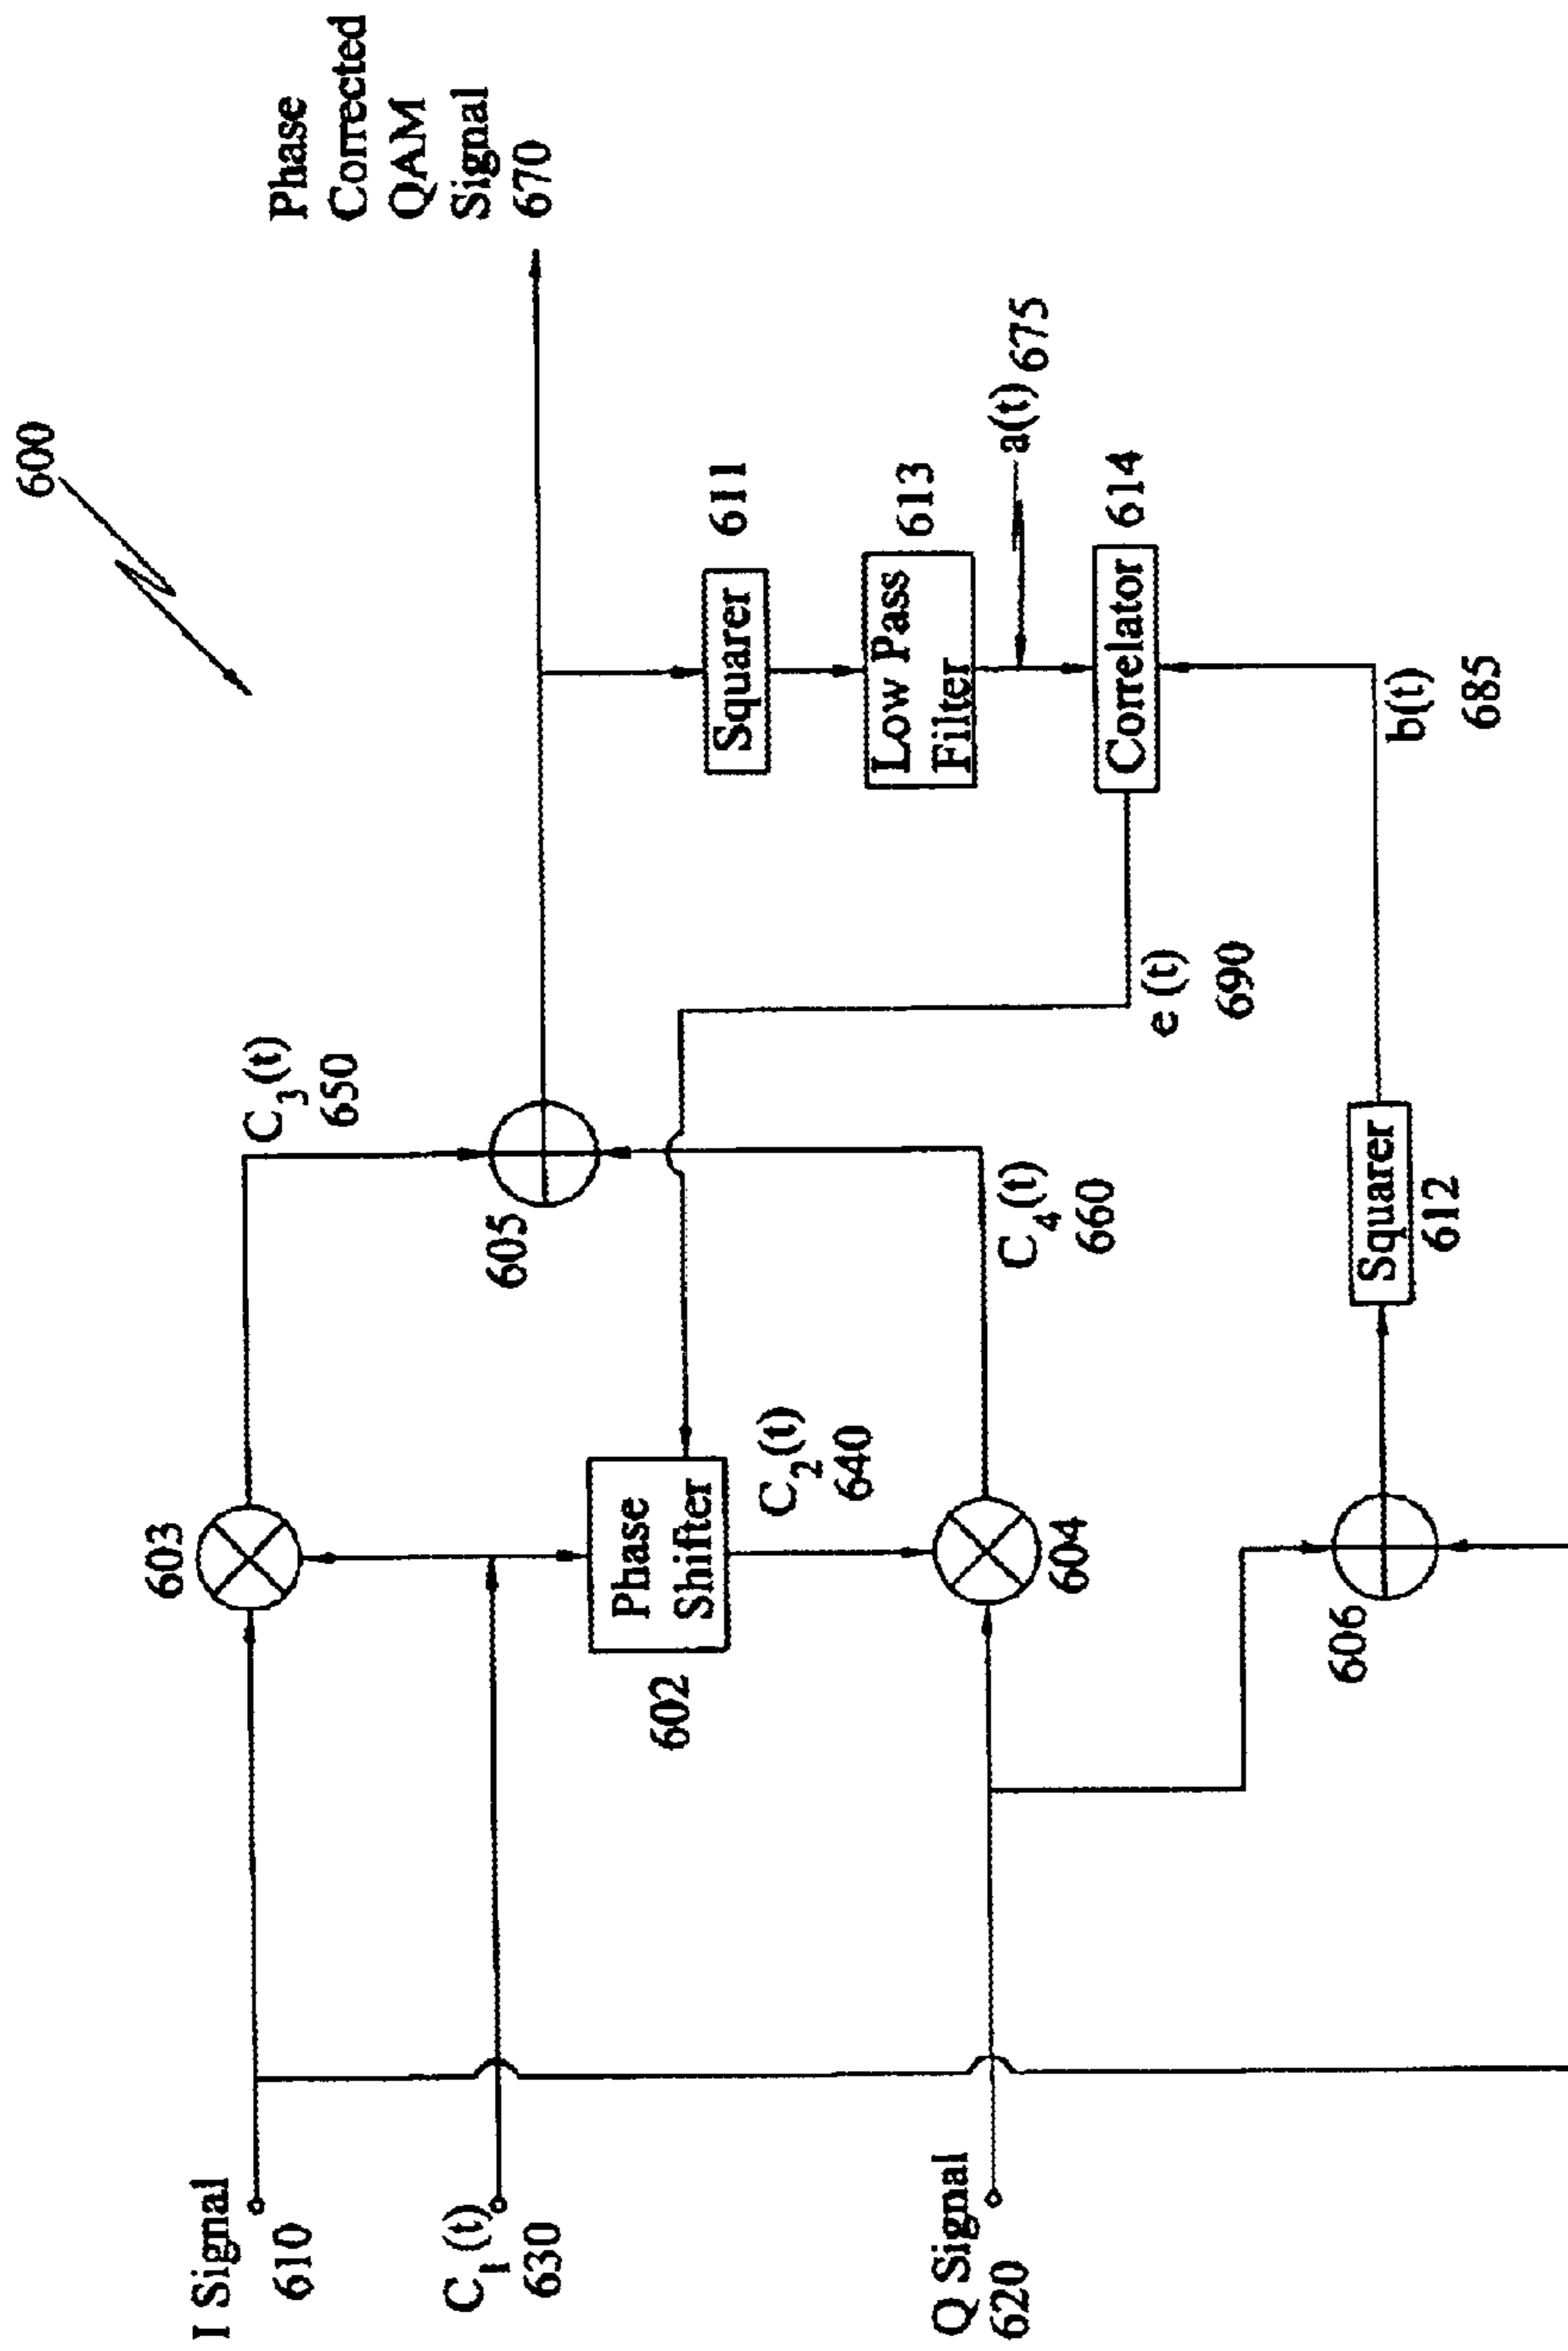 600
Phase
Corrected
QAM
Signal
670
I Signal
610
603
C3(t)
650
C1(t)
630
605
Phase
Shifter
602
C2(t)
640
Squarer
611
Low Pass
Filter
613
a(t) 675
Q Signal
620
604
C4(t)
660
e (t)
690
Correlator
614
606
Squarer
612
b(t)
685